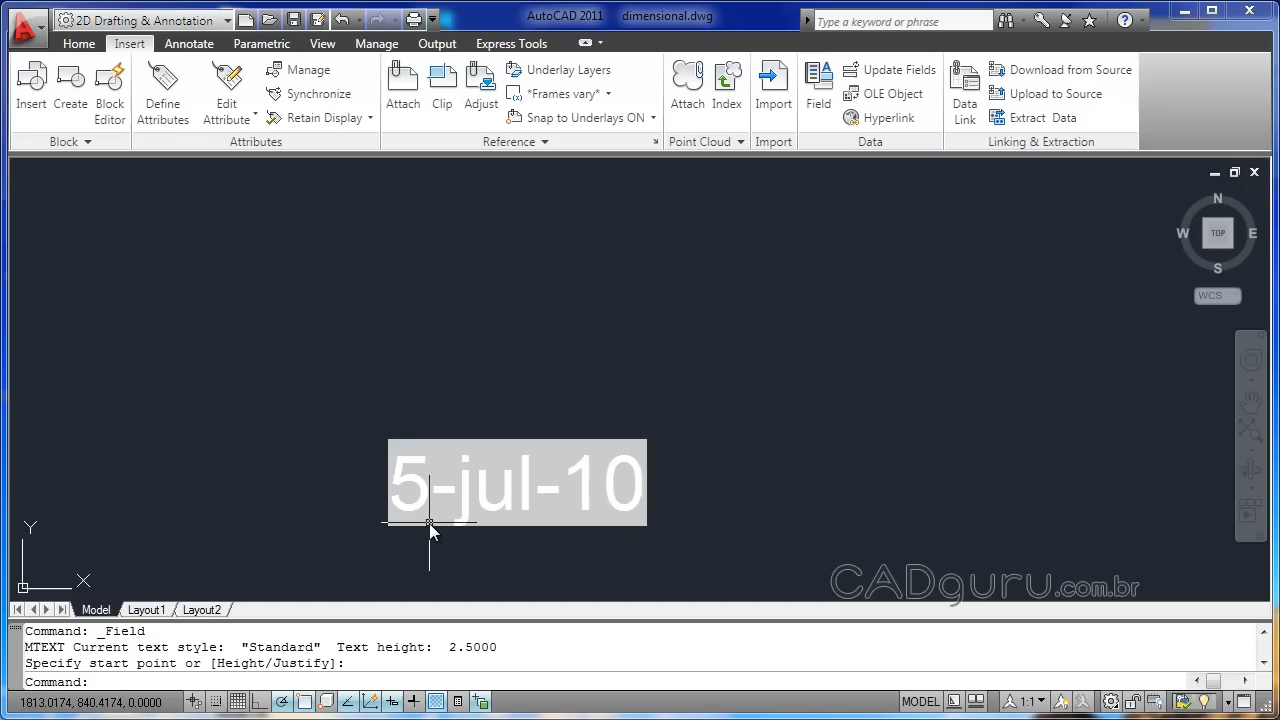 2D Drafting & Annotation
AutoCAD 2011 dimensional.dwg
Type a keyword or phrase
Home Insert Annotate Parametric View Manage Output Express Tools
Insert Create Block Editor
Define Attributes Edit Attribute
Manage
Synchronize
Retain Display
Attach Clip Adjust
Underlay Layers
*Frames vary*
Snap to Underlays ON
Attach Index
Import
Field
Update Fields
OLE Object
Hyperlink
Data Link
Download from Source
Upload to Source
Extract Data
Block Attributes Reference Point Cloud Import Data Linking & Extraction
N
W TOP E
S
WCS
5-jul-10
Y
X
CADguru.com.br
Model Layout1 Layout2
Command: _Field
MTEXT Current text style: "Standard" Text height: 2.5000
Specify start point or [Height/Justify]:
Command:
1813.0174, 840.4174, 0.0000 MODEL 1:1